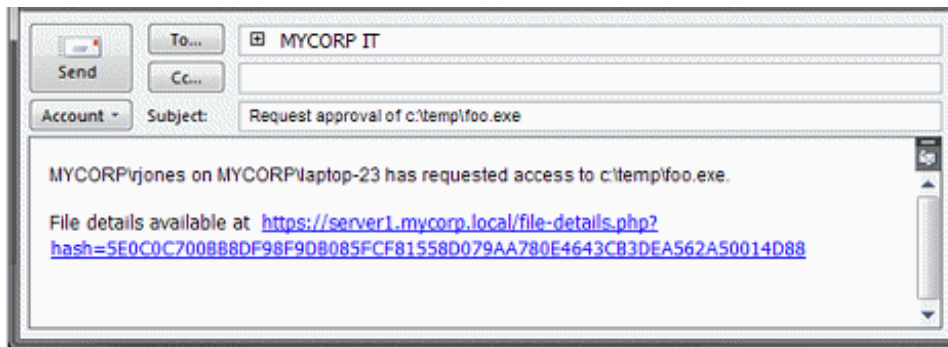 To... MYCORP IT
Send Cc...
Account Subject: Request approval of c:\temp\foo.exe
MYCORP\rjones on MYCORP\laptop-23 has requested access to c:\temp\foo.exe.
File details available at https://server1.mycorp.local/file-details.php?
hash=5E0C0C700BB8DF98F9DB085FCF81558D079AA780E4643CB3DEA562A50014D88